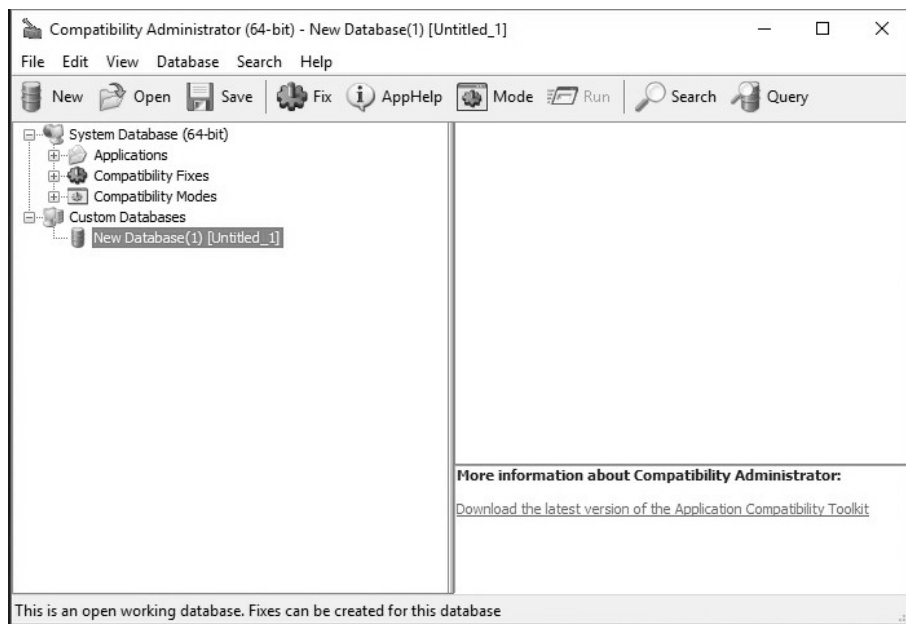 Compatibility Administrator (64-bit) - New Database(1) [Untitled_1]
File Edit View Database Search Help
New Open Save Fix AppHelp Mode Run Search Query
System Database (64-bit)
Applications
Compatibility Fixes
Compatibility Modes
Custom Databases
New Database(1) [Untitled_1]
More information about Compatibility Administrator:
Download the latest version of the Application Compatibility Toolkit
This is an open working database. Fixes can be created for this database